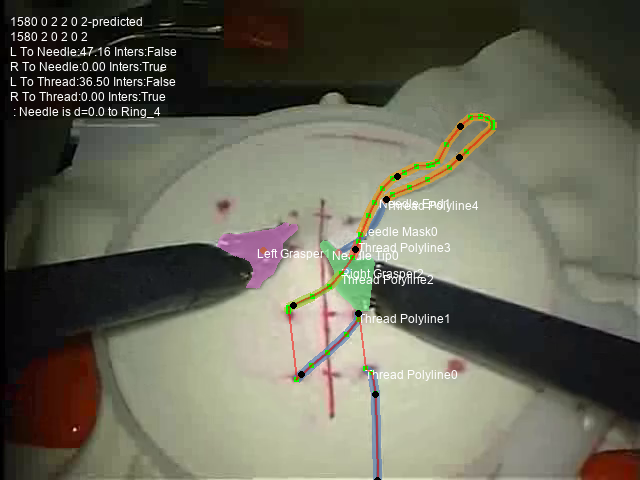 1580 0 2 2 0 2-predicted
1580 2 0 2 0 2
L To Needle:47.16 Inters:False
R To Needle:0.00 Inters:True
L To Thread:36.50 Inters:False
R To Thread:0.00 Inters:True
: Needle is d=0.0 to Ring_4
Needle End1
Thread Polyline4
Needle Mask0
Thread Polyline3
Left Grasper1
Needle Tip0
Right Grasper2
Thread Polyline2
Thread Polyline1
Thread Polyline0